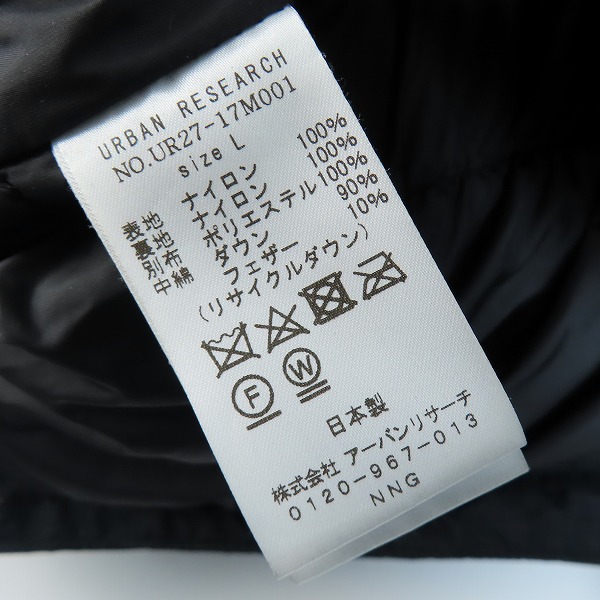 URBAN RESEARCH
NO.UR27-17M001
size L
表地 ナイロン 100%
裏地 ナイロン 100%
別布 ポリエステル 100%
中綿 ダウン 90%
フェザー 10%
(リサイクルダウン)
F W
日本製
株式会社 アーバンリサーチ
0120-967-013
NNG